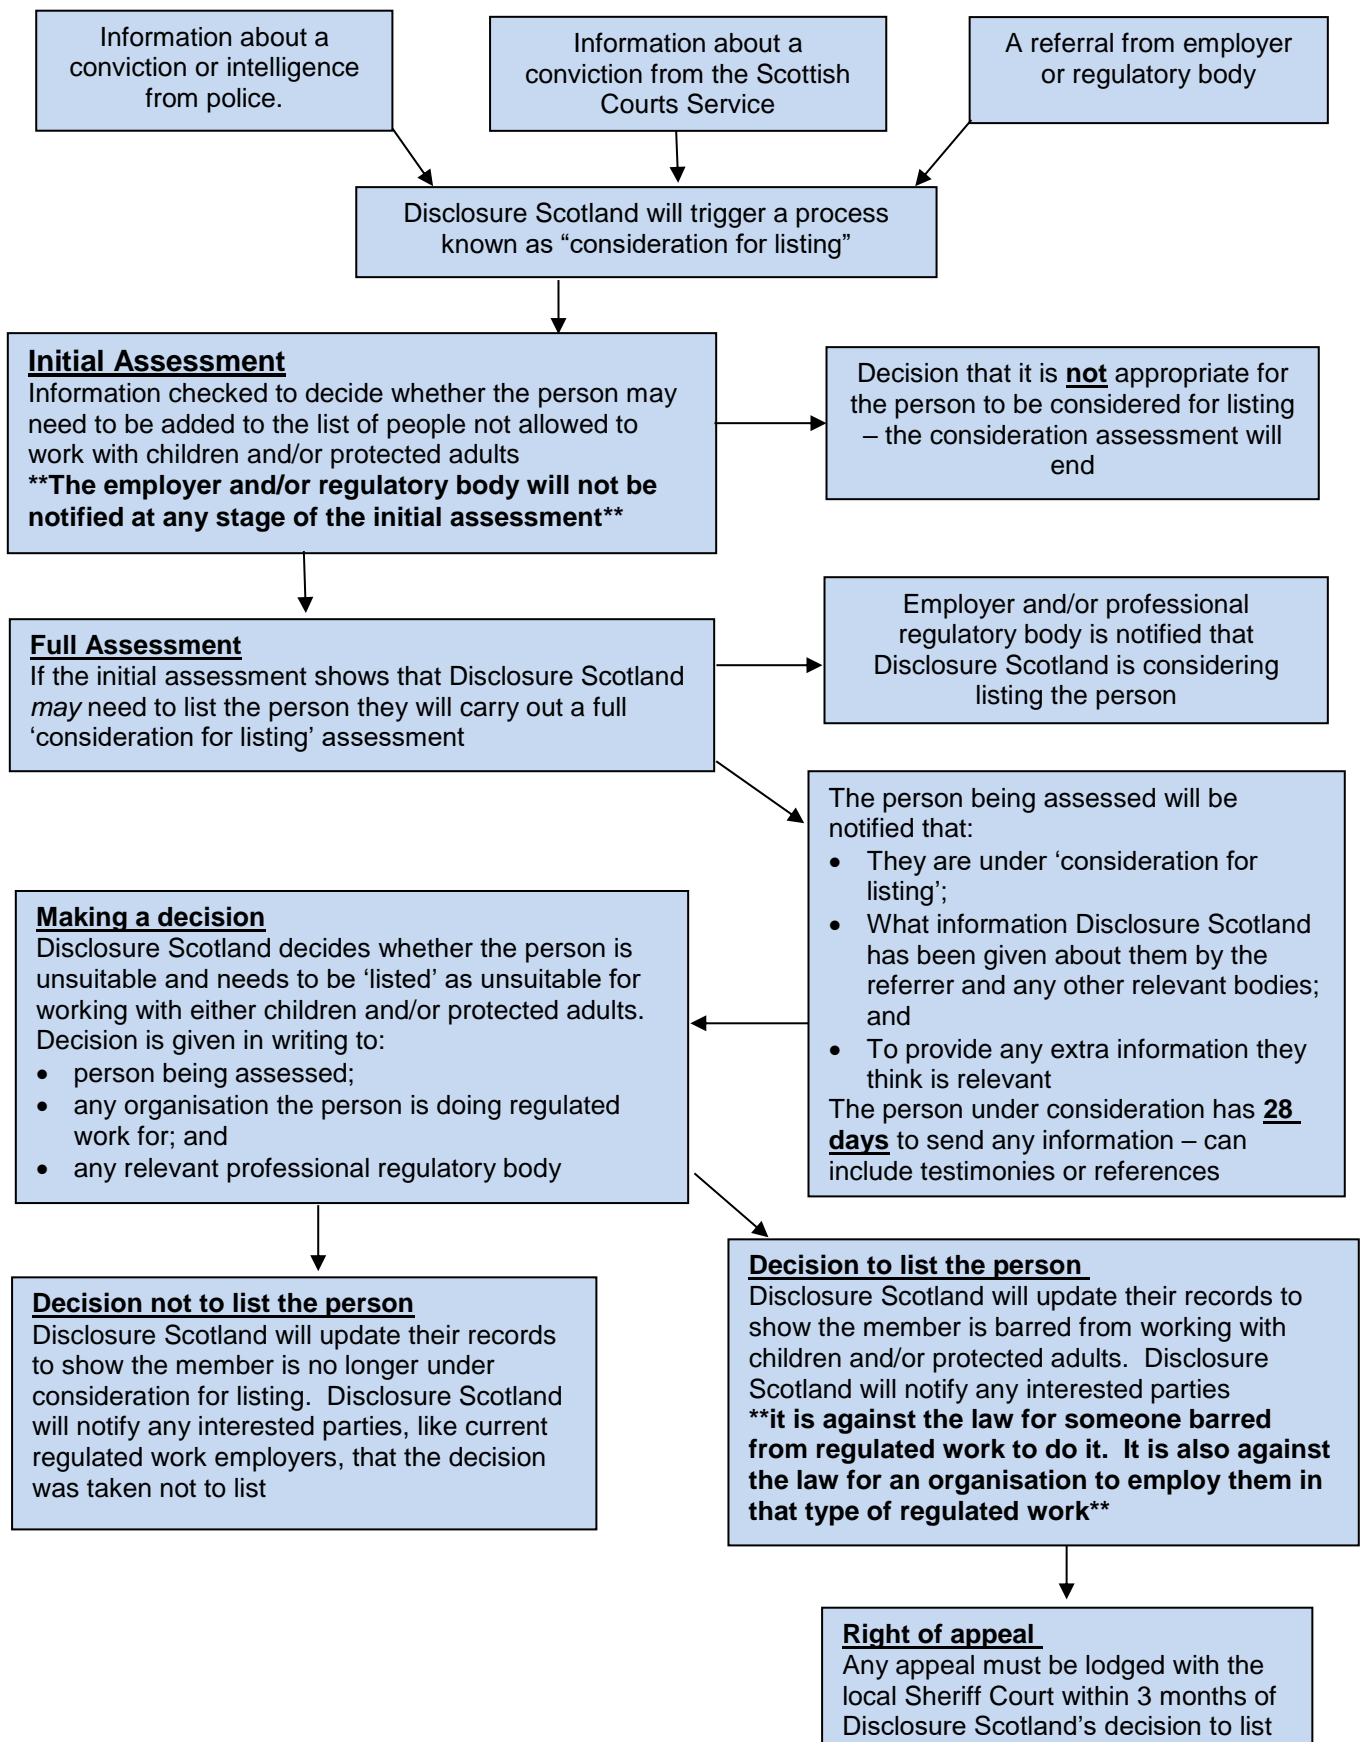 Information about a
conviction or intelligence
from police.
Information about a
conviction from the Scottish
Courts Service
A referral from employer
or regulatory body
Disclosure Scotland will trigger a process
known as “consideration for listing”
Initial Assessment
Information checked to decide whether the person may
need to be added to the list of people not allowed to
work with children and/or protected adults
**The employer and/or regulatory body will not be
notified at any stage of the initial assessment**
Decision that it is not appropriate for
the person to be considered for listing
– the consideration assessment will
end
Full Assessment
If the initial assessment shows that Disclosure Scotland
may need to list the person they will carry out a full
‘consideration for listing’ assessment
Employer and/or professional
regulatory body is notified that
Disclosure Scotland is considering
listing the person
The person being assessed will be
notified that:
• They are under ‘consideration for
listing’;
• What information Disclosure Scotland
has been given about them by the
referrer and any other relevant bodies;
and
• To provide any extra information they
think is relevant
The person under consideration has 28
days to send any information – can
include testimonies or references
Making a decision
Disclosure Scotland decides whether the person is
unsuitable and needs to be ‘listed’ as unsuitable for
working with either children and/or protected adults.
Decision is given in writing to:
• person being assessed;
• any organisation the person is doing regulated
work for; and
• any relevant professional regulatory body
Decision not to list the person
Disclosure Scotland will update their records
to show the member is no longer under
consideration for listing.  Disclosure Scotland
will notify any interested parties, like current
regulated work employers, that the decision
was taken not to list
Decision to list the person
Disclosure Scotland will update their records to
show the member is barred from working with
children and/or protected adults.  Disclosure
Scotland will notify any interested parties
**it is against the law for someone barred
from regulated work to do it.  It is also against
the law for an organisation to employ them in
that type of regulated work**
Right of appeal
Any appeal must be lodged with the
local Sheriff Court within 3 months of
Disclosure Scotland’s decision to list